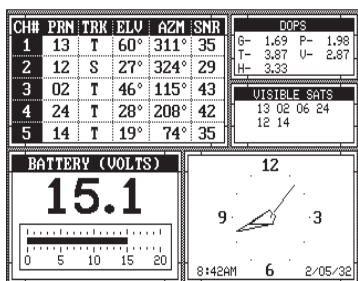 CH# PRN TRK ELV AZM SNR
1 13 T 60° 311° 35
2 12 S 27° 324° 29
3 02 T 46° 115° 43
4 24 T 28° 208° 42
5 14 T 19° 74° 35
DOPS
G- 1.69 P- 1.98
T- 3.87 V- 2.87
H- 3.33
VISIBLE SATS
13 02 06 24
12 14
BATTERY (VOLTS)
15.1
0 5 10 15 20
12
9 3
6
8:42AM 2/05/32